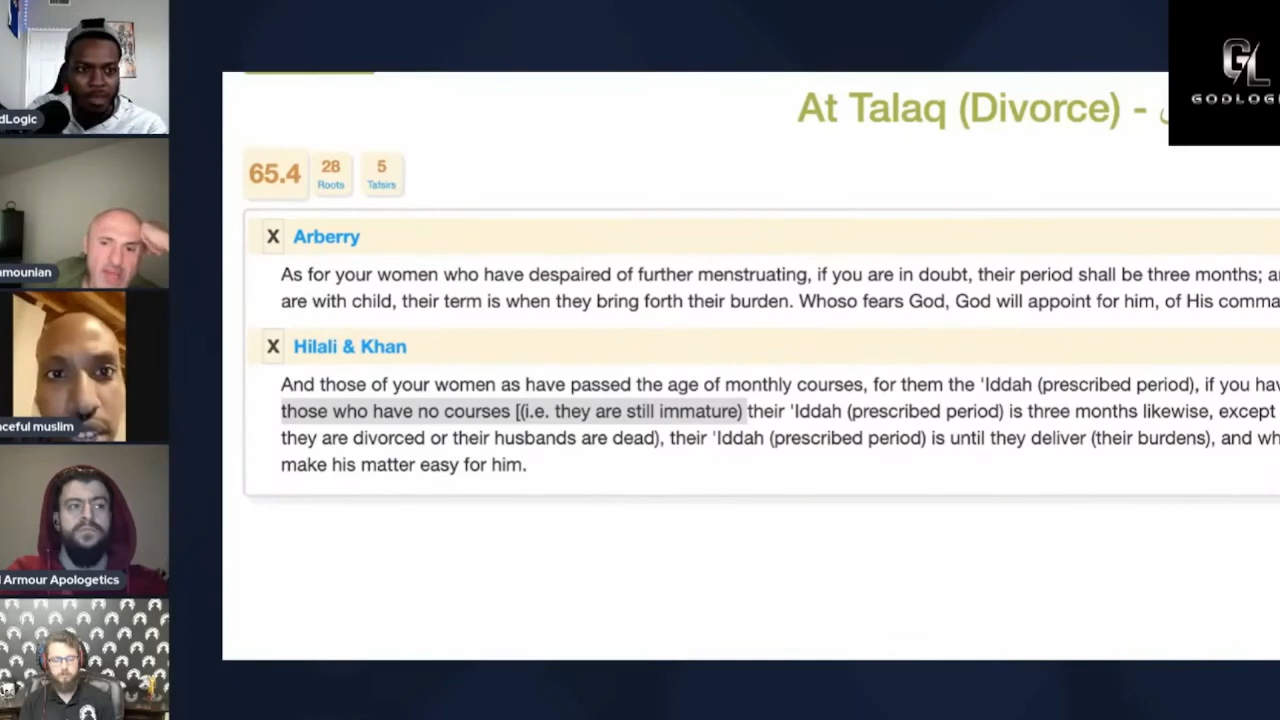 GL
GODLOGI
dLogic
At Talaq (Divorce) -
65.4
28
Roots
5
Tafsirs
X Arberry
As for your women who have despaired of further menstruating, if you are in doubt, their period shall be three months;
are with child, their term is when they bring forth their burden. Whoso fears God, God will appoint for him, of His
amounian
X Hilali & Khan
And those of your women as have passed the age of monthly courses, for them the 'Iddah (prescribed period), if you
those who have no courses [(i.e. they are still immature) their 'Iddah (prescribed period) is three months likewise, except
they are divorced or their husbands are dead), their 'Iddah (prescribed period) is until they deliver (their burdens), and
make his matter easy for him.
aceful muslim
Armour Apologetics